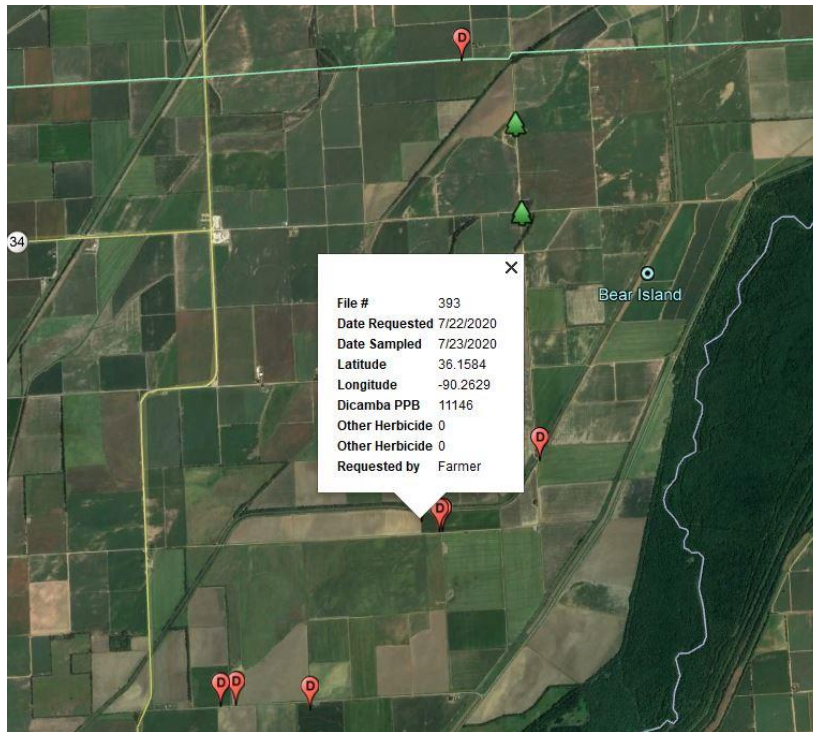 D
34
Bear Island
File # 393
Date Requested 7/22/2020
Date Sampled 7/23/2020
Latitude 36.1584
Longitude -90.2629
Dicamba PPB 11146
Other Herbicide 0
Other Herbicide 0
Requested by Farmer
D
D
D
D
D